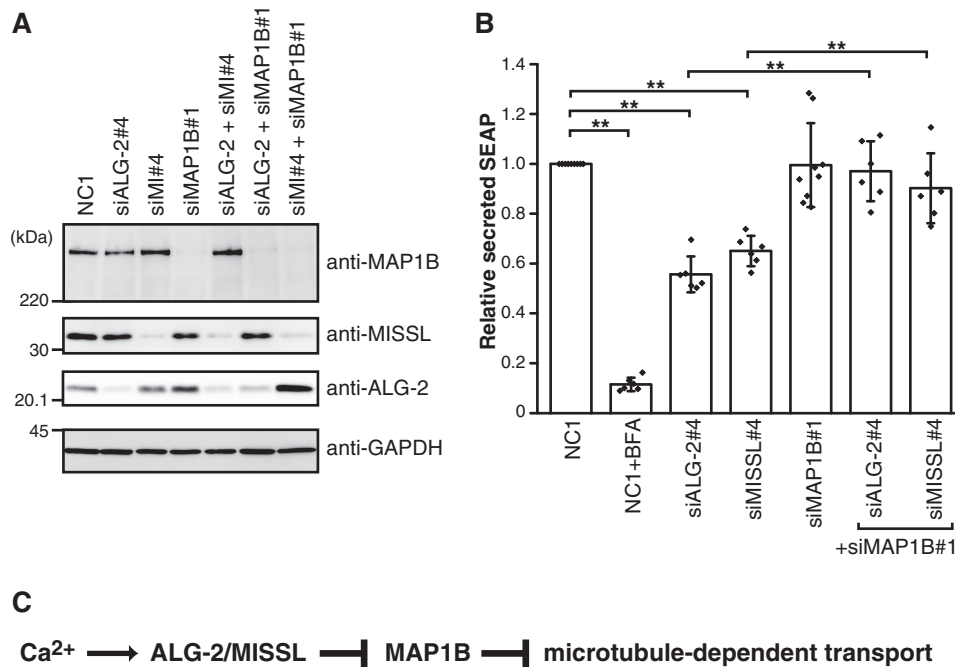 A
NC1
siALG-2#4
siMI#4
siMAP1B#1
siALG-2 + siMI#4
siALG-2 + siMAP1B#1
siMI#4 + siMAP1B#1
(kDa)
220
anti-MAP1B
30
anti-MISSL
20.1
anti-ALG-2
45
anti-GAPDH
B
Relative secreted SEAP
1.4
1.2
1.0
0.8
0.6
0.4
0.2
0
**
**
**
**
**
NC1
NC1+BFA
siALG-2#4
siMISSL#4
siMAP1B#1
siALG-2#4
siMISSL#4
+siMAP1B#1
C
Ca2+ ALG-2/MISSL MAP1B microtubule-dependent transport